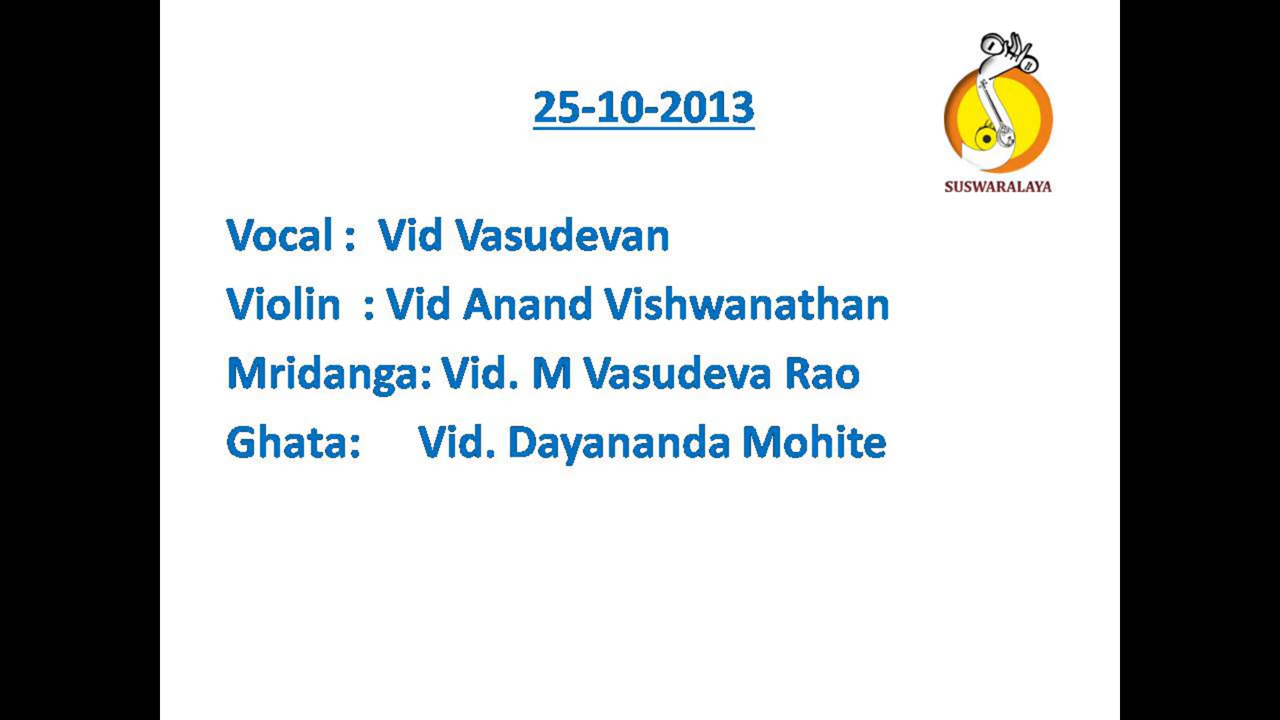 25-10-2013
SUSWARALAYA
Vocal : Vid Vasudevan
Violin : Vid Anand Vishwanathan
Mridanga: Vid. M Vasudeva Rao
Ghata: Vid. Dayananda Mohite